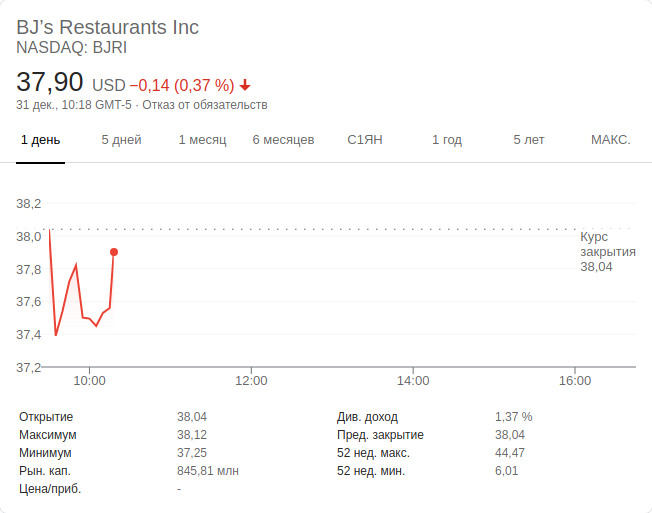 BJ’s Restaurants Inc
NASDAQ: BJRI
37,90 USD −0,14 (0,37 %)
31 дек., 10:18 GMT-5 · Отказ от обязательств
1 день 5 дней 1 месяц 6 месяцев С1ЯН 1 год 5 лет МАКС.
38,2
38,0
37,8
37,6
37,4
37,2
Курс
закрытия
38,04
10:00 12:00 14:00 16:00
Открытие 38,04 Див. доход 1,37 %
Максимум 38,12 Пред. закрытие 38,04
Минимум 37,25 52 нед. макс. 44,47
Рын. кап. 845,81 млн 52 нед. мин. 6,01
Цена/приб. -